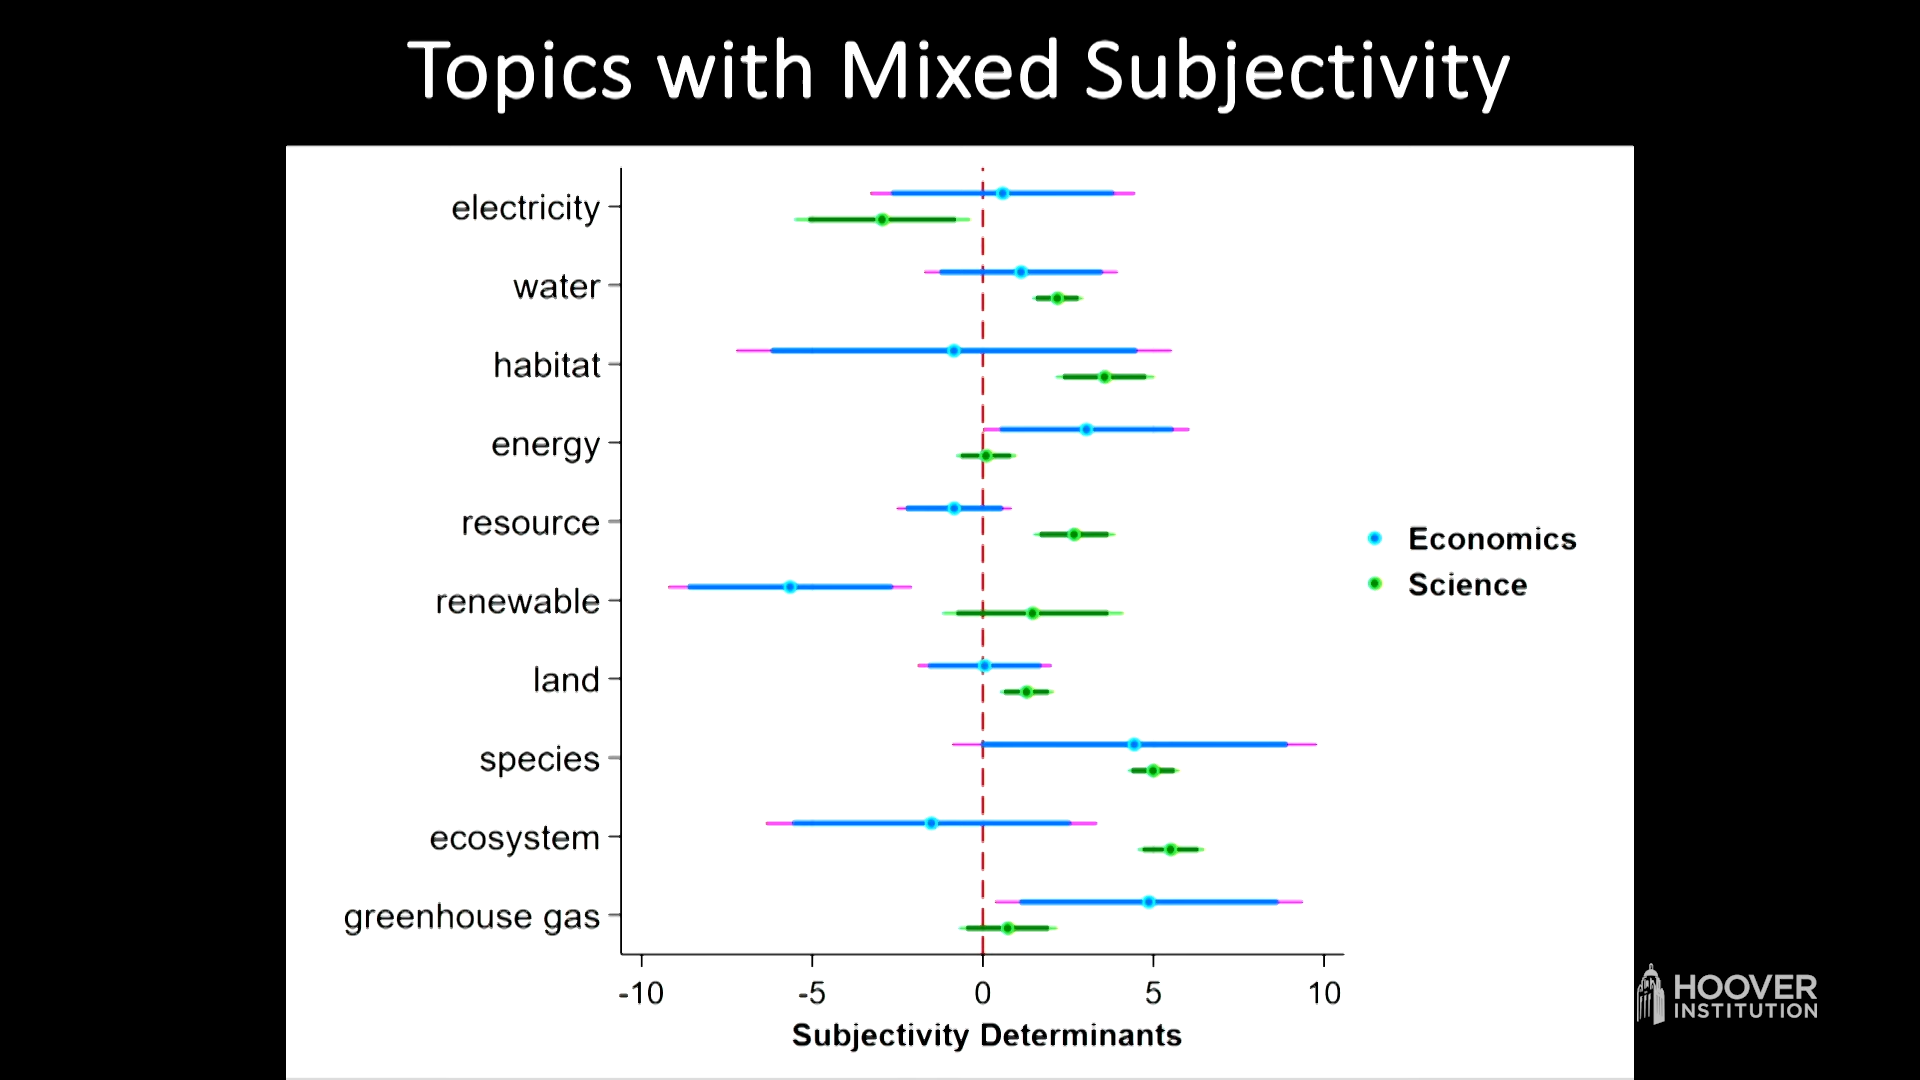 Topics with Mixed Subjectivity
electricity
water
habitat
energy
resource
renewable
land
species
ecosystem
greenhouse gas
Economics
Science
-10 -5 0 5 10
Subjectivity Determinants
HOOVER
INSTITUTION